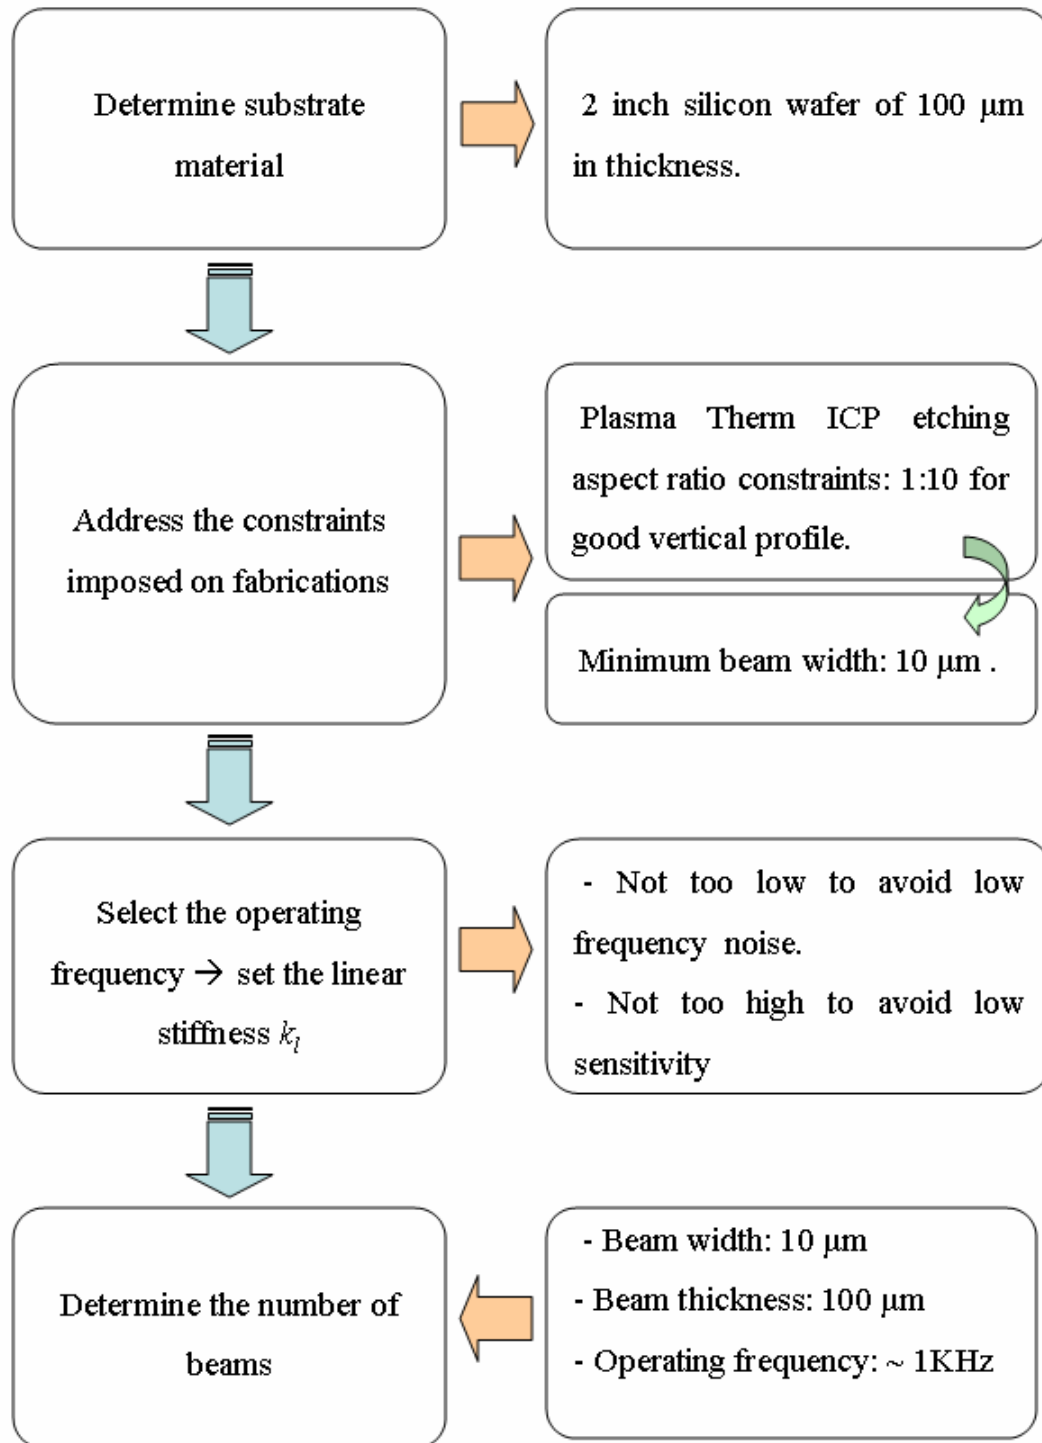 Determine substrate
material
2 inch silicon wafer of 100 μm
in thickness.
Address the constraints
imposed on fabrications
Plasma Therm ICP etching
aspect ratio constraints: 1:10 for
good vertical profile.
Minimum beam width: 10 μm .
Select the operating
frequency → set the linear
stiffness k_l
- Not too low to avoid low
frequency noise.
- Not too high to avoid low
sensitivity
Determine the number of
beams
- Beam width: 10 μm
- Beam thickness: 100 μm
- Operating frequency: ~ 1KHz